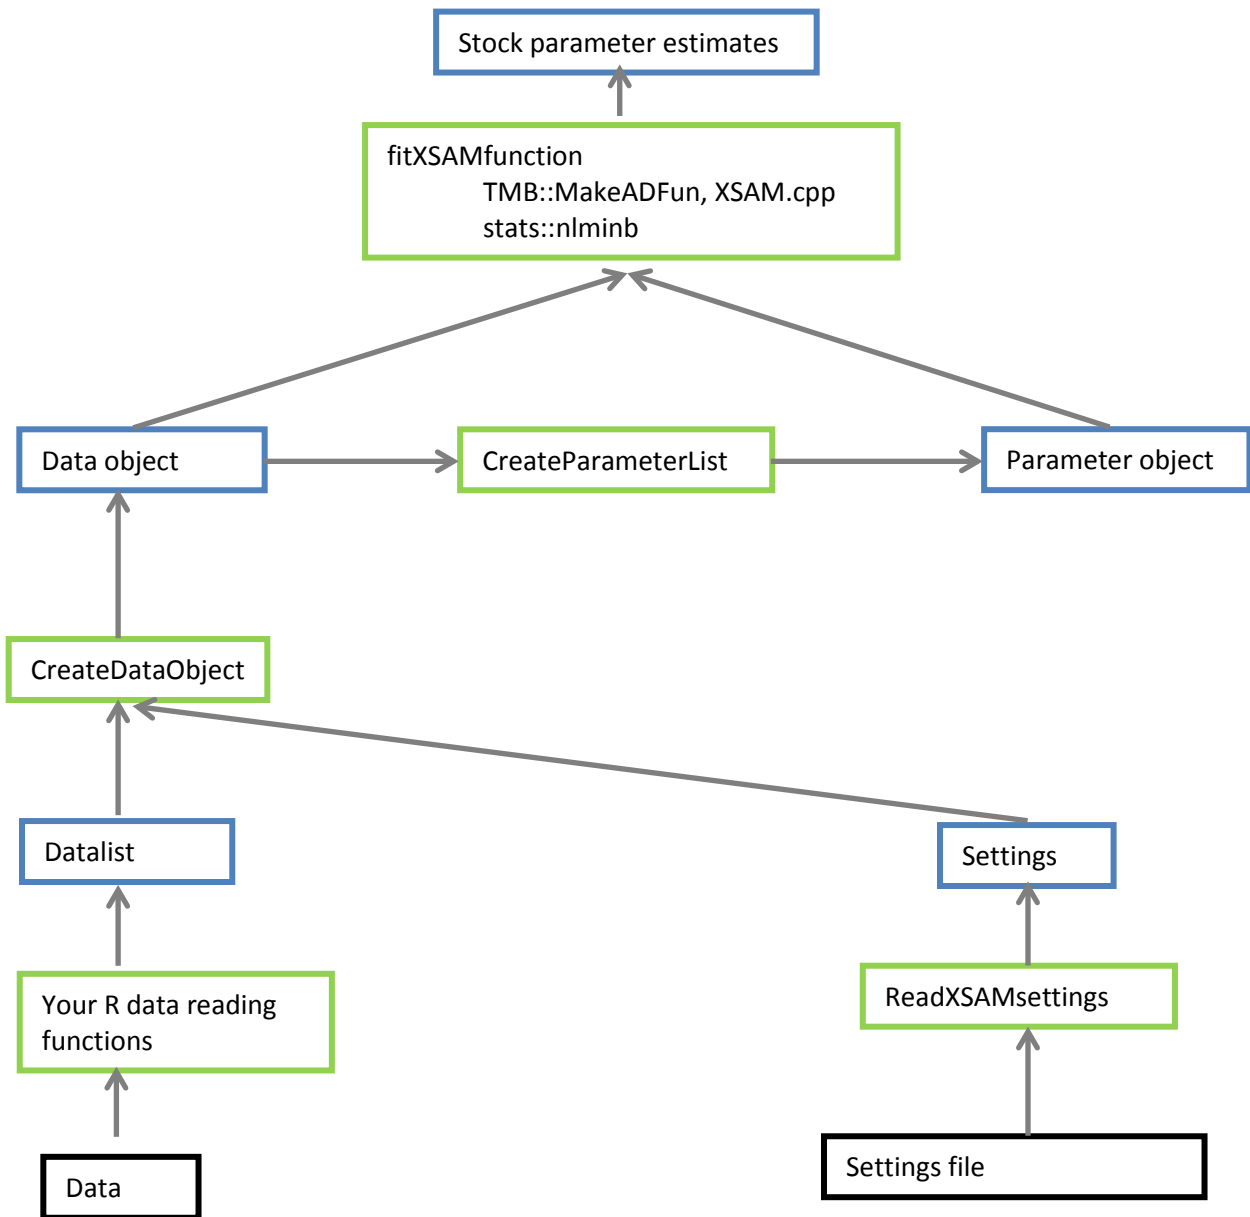 Stock parameter estimates
fitXSAMfunction
TMB::MakeADFun, XSAM.cpp
stats::nlminb
Data object
CreateParameterList
Parameter object
CreateDataObject
Datalist
Settings
Your R data reading
functions
ReadXSAMsettings
Data
Settings file